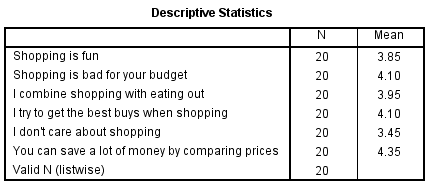 Descriptive Statistics
N Mean
Shopping is fun 20 3.85
Shopping is bad for your budget 20 4.10
I combine shopping with eating out 20 3.95
I try to get the best buys when shopping 20 4.10
I don't care about shopping 20 3.45
You can save a lot of money by comparing prices 20 4.35
Valid N (listwise) 20